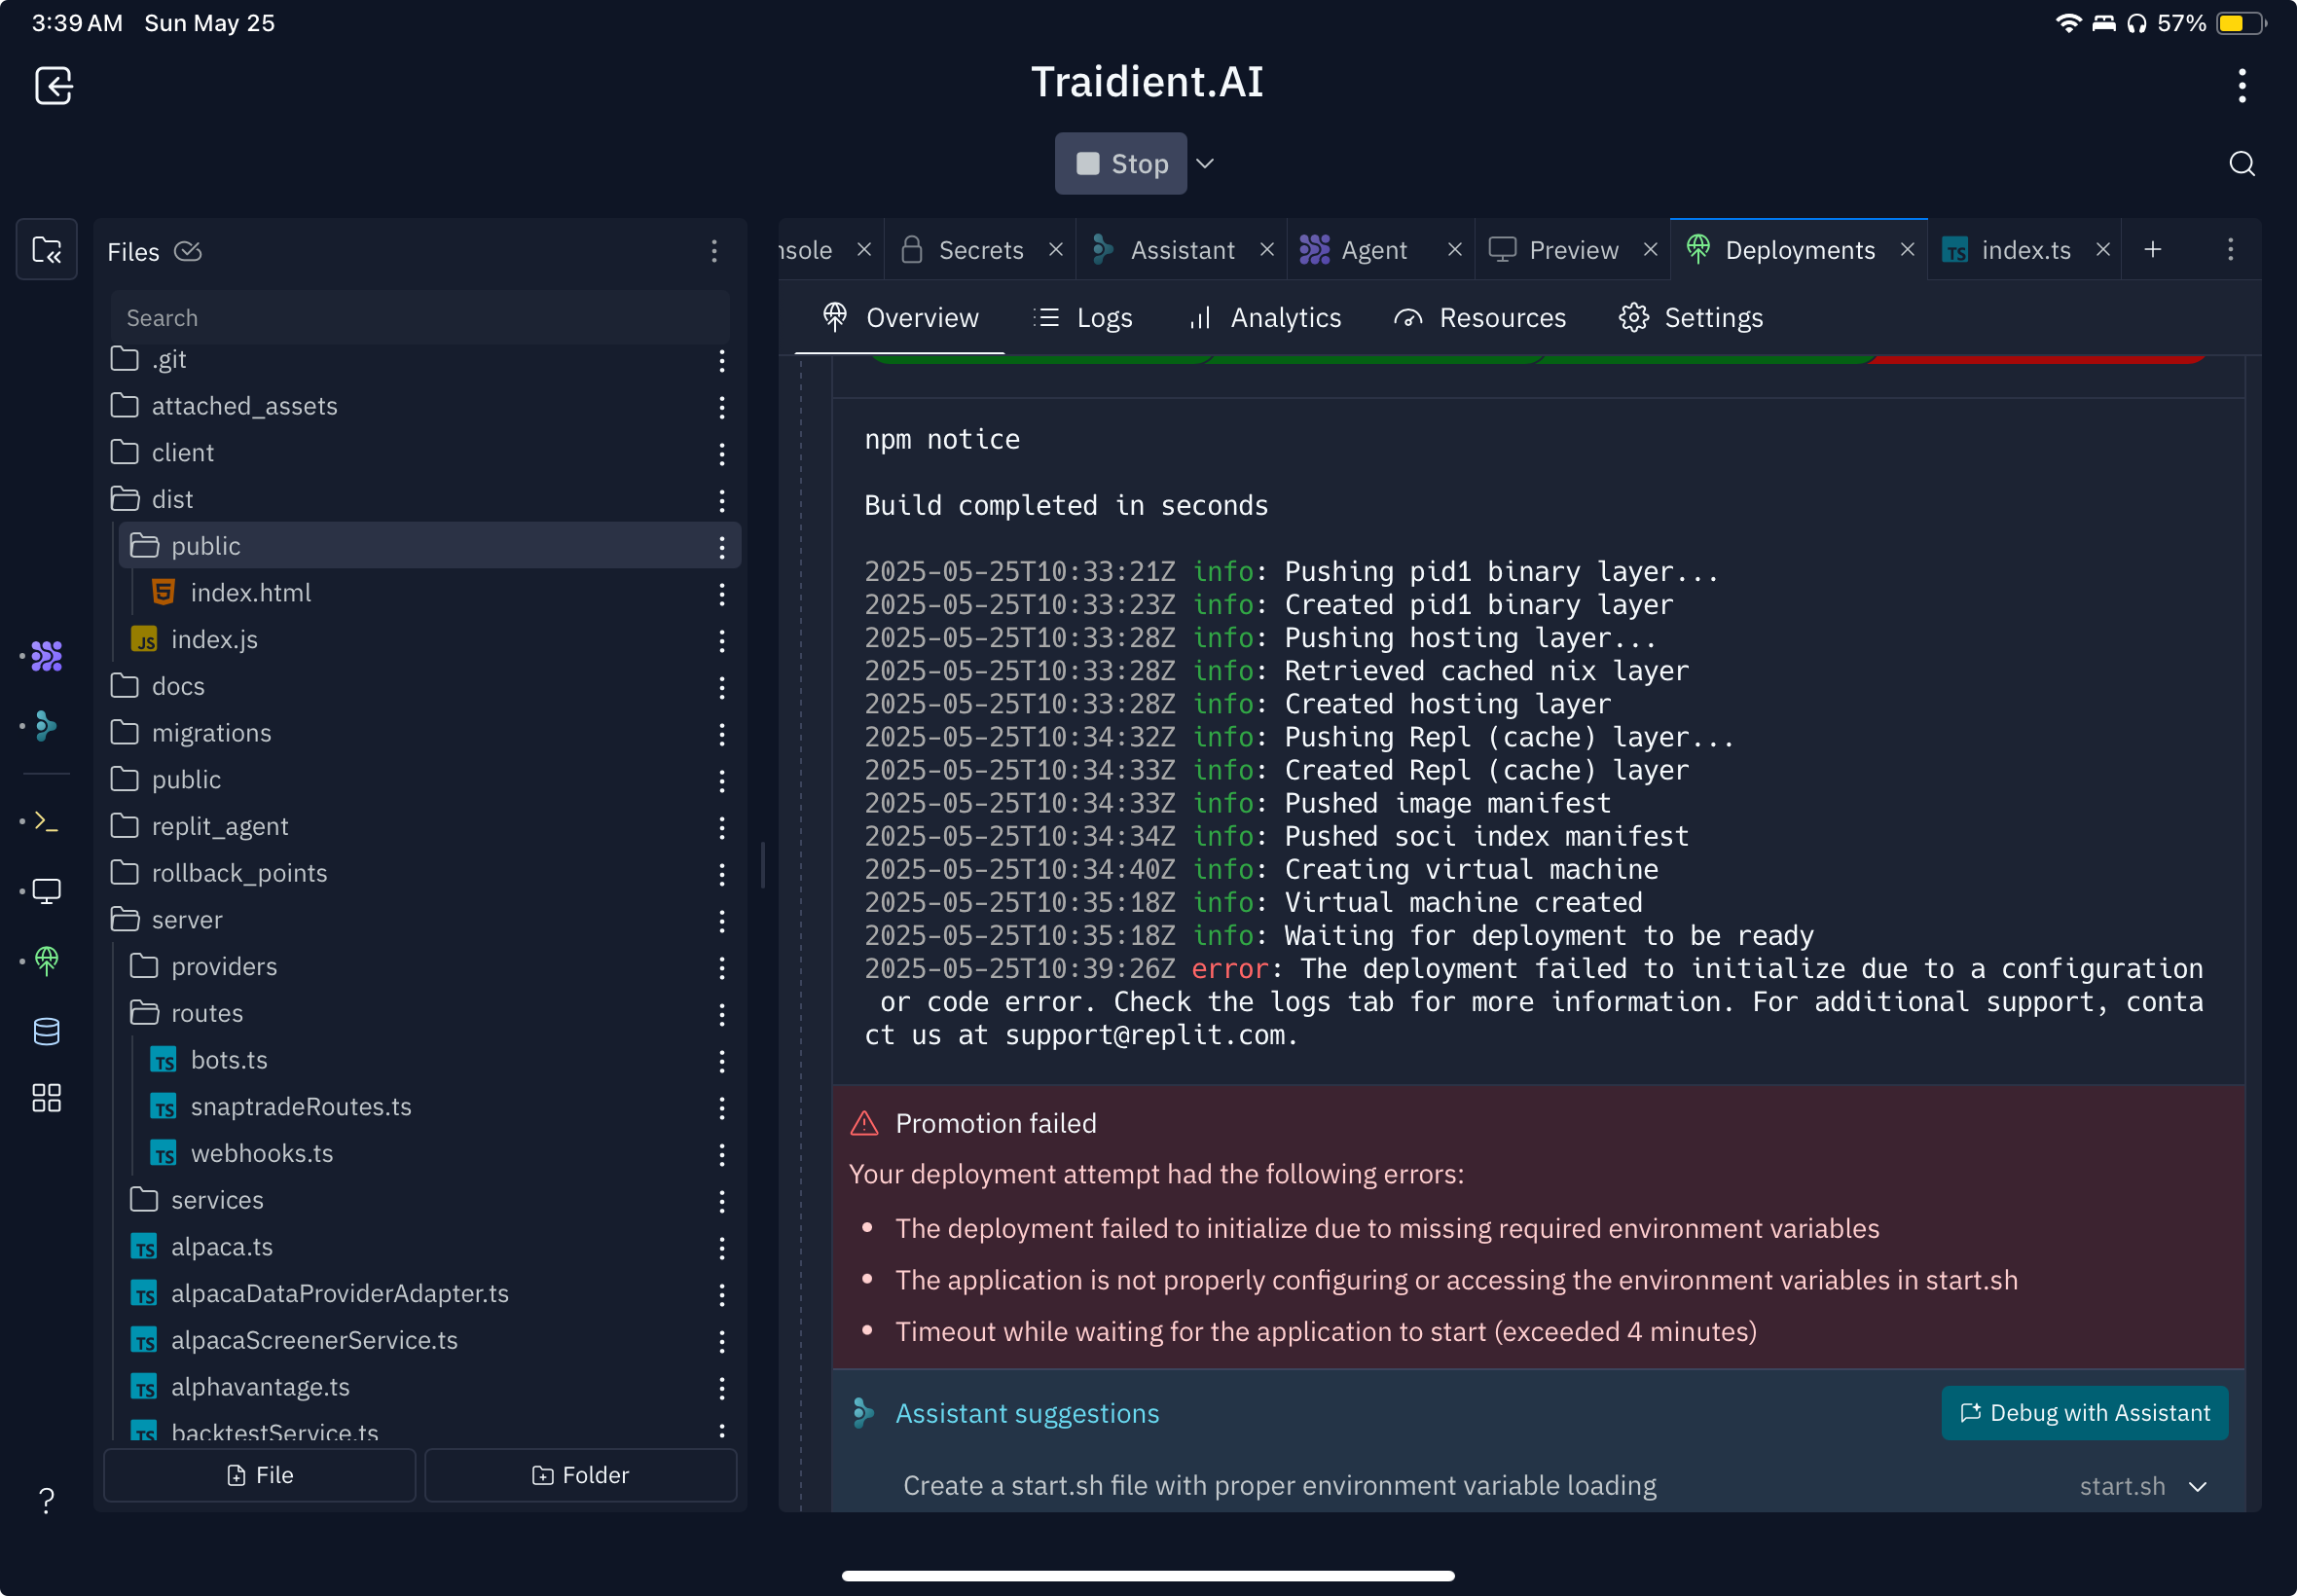 3:39 AM Sun May 25
57%
Traidient.AI
Stop
Files
Search
.git
attached_assets
client
dist
public
index.html
index.js
docs
migrations
public
replit_agent
rollback_points
server
providers
routes
bots.ts
snaptradeRoutes.ts
webhooks.ts
services
alpaca.ts
alpacaDataProviderAdapter.ts
alpacaScreenerService.ts
alphavantage.ts
backtestService.ts
File
Folder
nsole
Secrets
Assistant
Agent
Preview
Deployments
index.ts
Overview
Logs
Analytics
Resources
Settings
npm notice
Build completed in seconds
2025-05-25T10:33:21Z info: Pushing pid1 binary layer...
2025-05-25T10:33:23Z info: Created pid1 binary layer
2025-05-25T10:33:28Z info: Pushing hosting layer...
2025-05-25T10:33:28Z info: Retrieved cached nix layer
2025-05-25T10:33:28Z info: Created hosting layer
2025-05-25T10:34:32Z info: Pushing Repl (cache) layer...
2025-05-25T10:34:33Z info: Created Repl (cache) layer
2025-05-25T10:34:33Z info: Pushed image manifest
2025-05-25T10:34:34Z info: Pushed soci index manifest
2025-05-25T10:34:40Z info: Creating virtual machine
2025-05-25T10:35:18Z info: Virtual machine created
2025-05-25T10:35:18Z info: Waiting for deployment to be ready
2025-05-25T10:39:26Z error: The deployment failed to initialize due to a configuration
or code error. Check the logs tab for more information. For additional support, conta
ct us at support@replit.com.
Promotion failed
Your deployment attempt had the following errors:
• The deployment failed to initialize due to missing required environment variables
• The application is not properly configuring or accessing the environment variables in start.sh
• Timeout while waiting for the application to start (exceeded 4 minutes)
Assistant suggestions
Debug with Assistant
Create a start.sh file with proper environment variable loading
start.sh